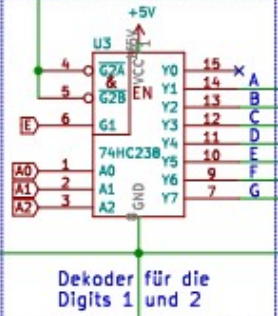 +5V
U3
4 G2A Y0 15
& Y1 14 A
5 G2B EN Y2 13 B
E 6 G1 Y3 12 C
Y4 11 D
74HC238 Y5 10 E
A0 1 A0 Y6 9 F
A1 2 A1 Y7 7 G
A2 3 A2
VCC
GND
8
Dekoder für die
Digits 1 und 2